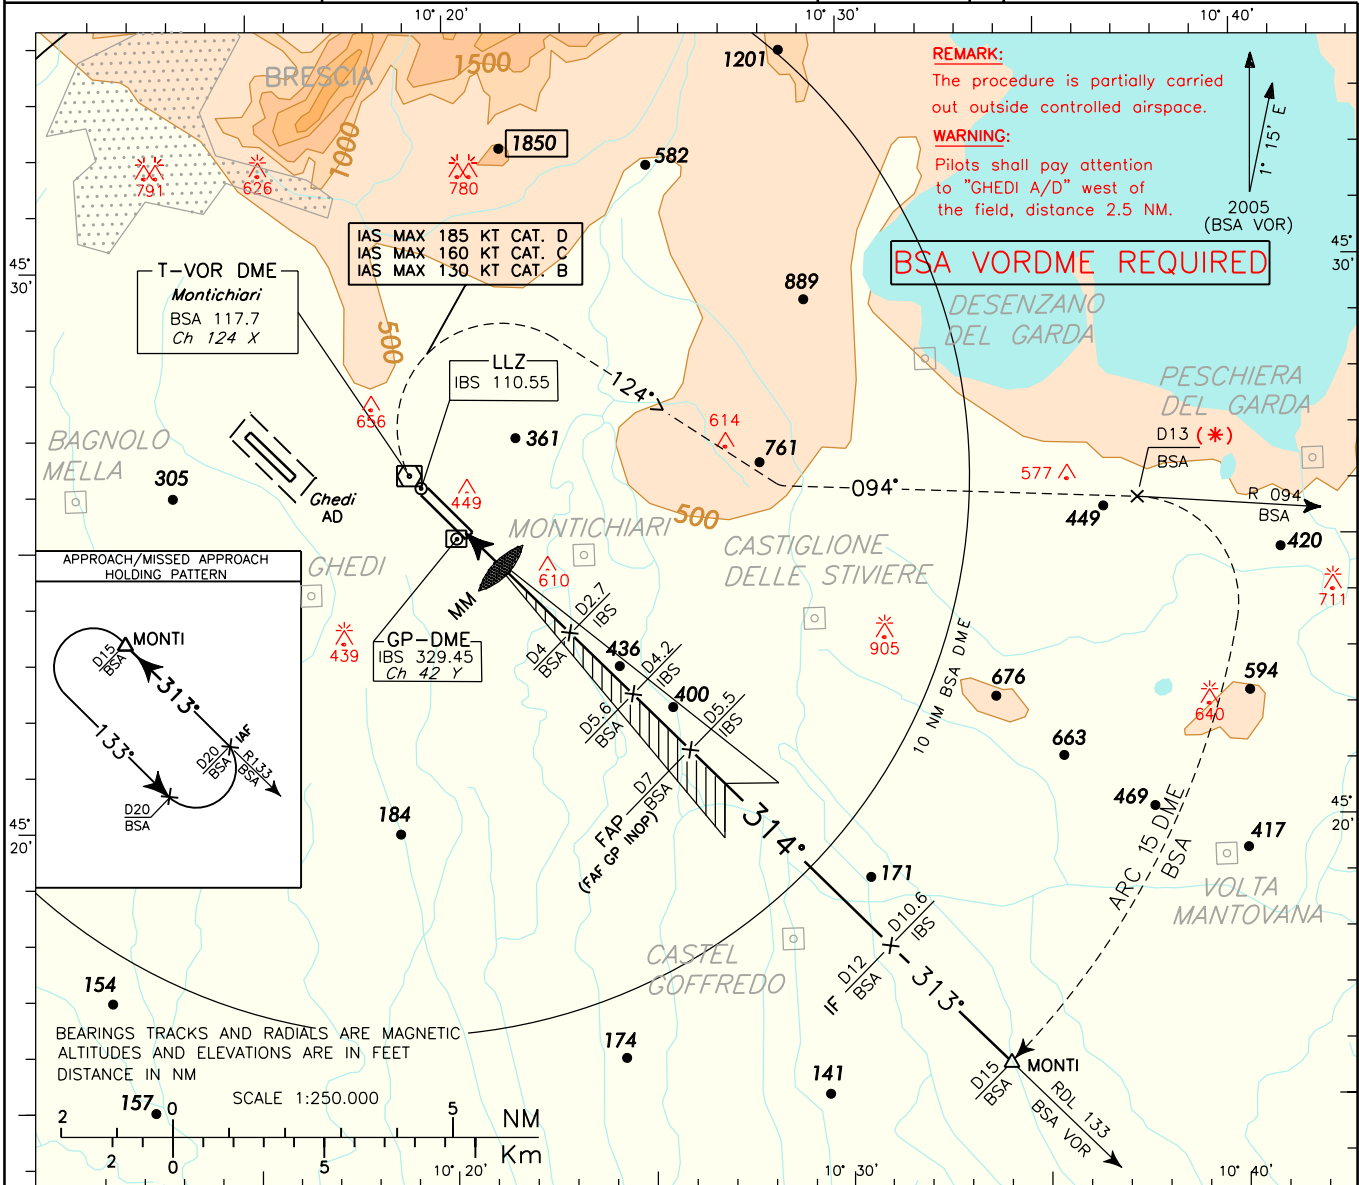 10° 20'
10° 30'
10° 40'
BRESCIA
1500
1201
REMARK:
The procedure is partially carried
out outside controlled airspace.
WARNING:
Pilots shall pay attention
to "GHEDI A/D" west of
the field, distance 2.5 NM.
1° 15' E
2005
(BSA VOR)
1000
1850
582
791
626
780
BSA VORDME REQUIRED
45°
30'
45°
30'
IAS MAX 185 KT CAT. D
IAS MAX 160 KT CAT. C
IAS MAX 130 KT CAT. B
T-VOR DME
Montichiari
BSA 117.7
Ch 124 X
889
DESENZANO
DEL GARDA
500
LLZ
IBS 110.55
124°
PESCHIERA
DEL GARDA
656
614
D13 (*)
BSA
BAGNOLO
MELLA
361
761
305
577
Ghedi
AD
449
094°
R 094
BSA
449
500
MONTICHIARI
420
CASTIGLIONE
DELLE STIVIERE
APPROACH/MISSED APPROACH
HOLDING PATTERN
GHEDI
610
711
MM
D2.7
IBS
MONTI
D15
BSA
439
GP-DME
IBS 329.45
Ch 42 Y
D4
BSA
436
D4.2
IBS
905
10 NM BSA DME
313°
133°
D20
BSA
IAF
R133
BSA
D20
BSA
400
D5.6
BSA
D5.5
IBS
676
594
640
663
D7
BSA
FAP
(FAF GP INOP)
314°
184
469
417
45°
20'
45°
20'
ARC 15 DME
BSA
171
VOLTA
MANTOVANA
D10.6
IBS
CASTEL
GOFFREDO
D12
BSA
IF
313°
154
BEARINGS TRACKS AND RADIALS ARE MAGNETIC
ALTITUDES AND ELEVATIONS ARE IN FEET
DISTANCE IN NM
174
141
MONTI
D15
BSA
RDL 133
BSA VOR
SCALE 1:250.000
157
2 0 5 NM
2 0 5 Km
10° 20'
10° 30'
10° 40'